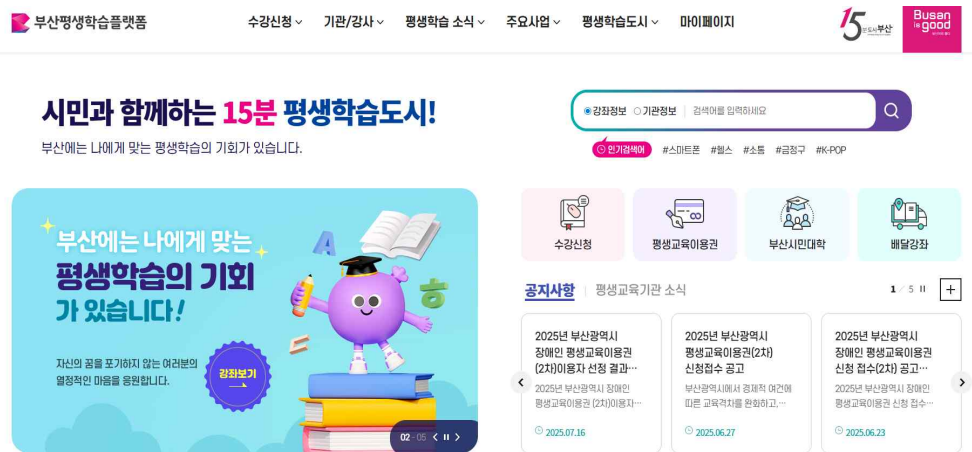 부산평생학습플랫폼
수강신청 기관/강사 평생학습 소식 주요사업 평생학습도시 마이페이지
15분도시부산
Busan
is good
시민과 함께하는 15분 평생학습도시!
부산에는 나에게 맞는 평생학습의 기회가 있습니다.
강좌정보 기관정보 검색어를 입력하세요
인기검색어 #스마트폰 #헬스 #소통 #금정구 #K-POP
부산에는 나에게 맞는
평생학습의 기회
가 있습니다!
자신의 꿈을 포기하지 않는 여러분의
열정적인 마음을 응원합니다.
강좌보기
A
ㅎ
ㄷ
02 - 05
수강신청 평생교육이용권 부산시민대학 배달강좌
공지사항 평생교육기관 소식 1 / 5
2025년 부산광역시
장애인 평생교육이용권
(2차)이용자 선정 결과…
2025년 부산광역시 장애인
평생교육이용권 (2차)이용자…
2025.07.16
2025년 부산광역시
평생교육이용권(2차)
신청접수 공고
부산광역시에서 경제적 여건에
따른 교육격차를 완화하고,…
2025.06.27
2025년 부산광역시
장애인 평생교육이용권
신청 접수(2차) 공고…
2025년 부산광역시 장애인
평생교육이용권 신청 접수…
2025.06.23